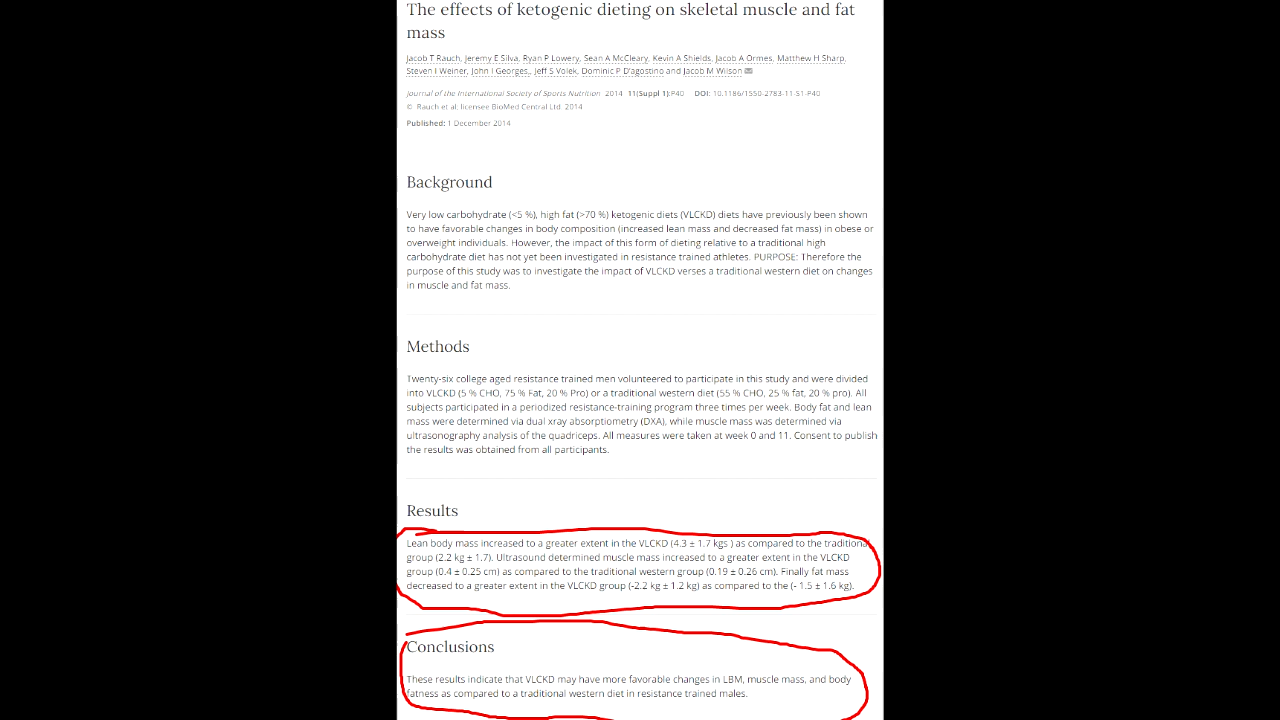 The effects of ketogenic dieting on skeletal muscle and fat
mass
Jacob T Rauch, Jeremy E Silva, Ryan P Lowery, Sean A McCleary, Kevin A Shields, Jacob A Ormes, Matthew H Sharp,
Steven I Weiner, John I Georges,, Jeff S Volek, Dominic P D'agostino and Jacob M Wilson
Journal of the International Society of Sports Nutrition 2014 11(Suppl 1):P40 DOI: 10.1186/1550-2783-11-S1-P40
© Rauch et al; licensee BioMed Central Ltd. 2014
Published: 1 December 2014
Background
Very low carbohydrate (<5 %), high fat (>70 %) ketogenic diets (VLCKD) diets have previously been shown
to have favorable changes in body composition (increased lean mass and decreased fat mass) in obese or
overweight individuals. However, the impact of this form of dieting relative to a traditional high
carbohydrate diet has not yet been investigated in resistance trained athletes. PURPOSE: Therefore the
purpose of this study was to investigate the impact of VLCKD verses a traditional western diet on changes
in muscle and fat mass.
Methods
Twenty-six college aged resistance trained men volunteered to participate in this study and were divided
into VLCKD (5 % CHO, 75 % Fat, 20 % Pro) or a traditional western diet (55 % CHO, 25 % fat, 20 % pro). All
subjects participated in a periodized resistance-training program three times per week. Body fat and lean
mass were determined via dual xray absorptiometry (DXA), while muscle mass was determined via
ultrasonography analysis of the quadriceps. All measures were taken at week 0 and 11. Consent to publish
the results was obtained from all participants.
Results
Lean body mass increased to a greater extent in the VLCKD (4.3 ± 1.7 kgs ) as compared to the traditional
group (2.2 kg ± 1.7). Ultrasound determined muscle mass increased to a greater extent in the VLCKD
group (0.4 ± 0.25 cm) as compared to the traditional western group (0.19 ± 0.26 cm). Finally fat mass
decreased to a greater extent in the VLCKD group (-2.2 kg ± 1.2 kg) as compared to the (- 1.5 ± 1.6 kg).
Conclusions
These results indicate that VLCKD may have more favorable changes in LBM, muscle mass, and body
fatness as compared to a traditional western diet in resistance trained males.